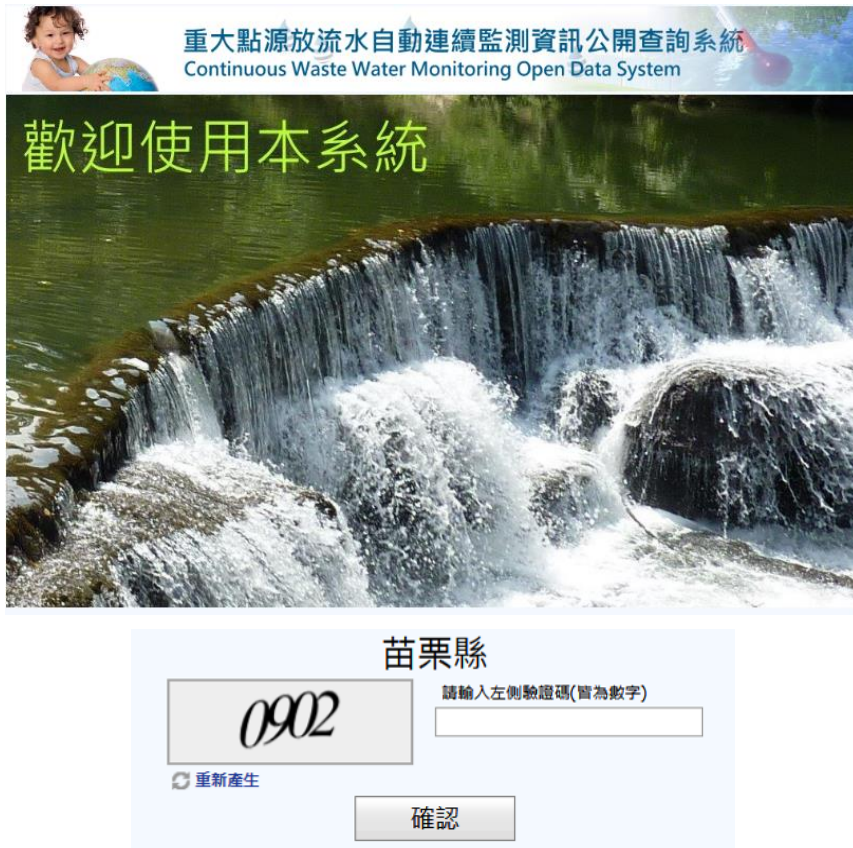 重大點源放流水自動連續監測資訊公開查詢系統
Continuous Waste Water Monitoring Open Data System
歡迎使用本系統
苗栗縣
0902
請輸入左側驗證碼(皆為數字)
重新產生
確認